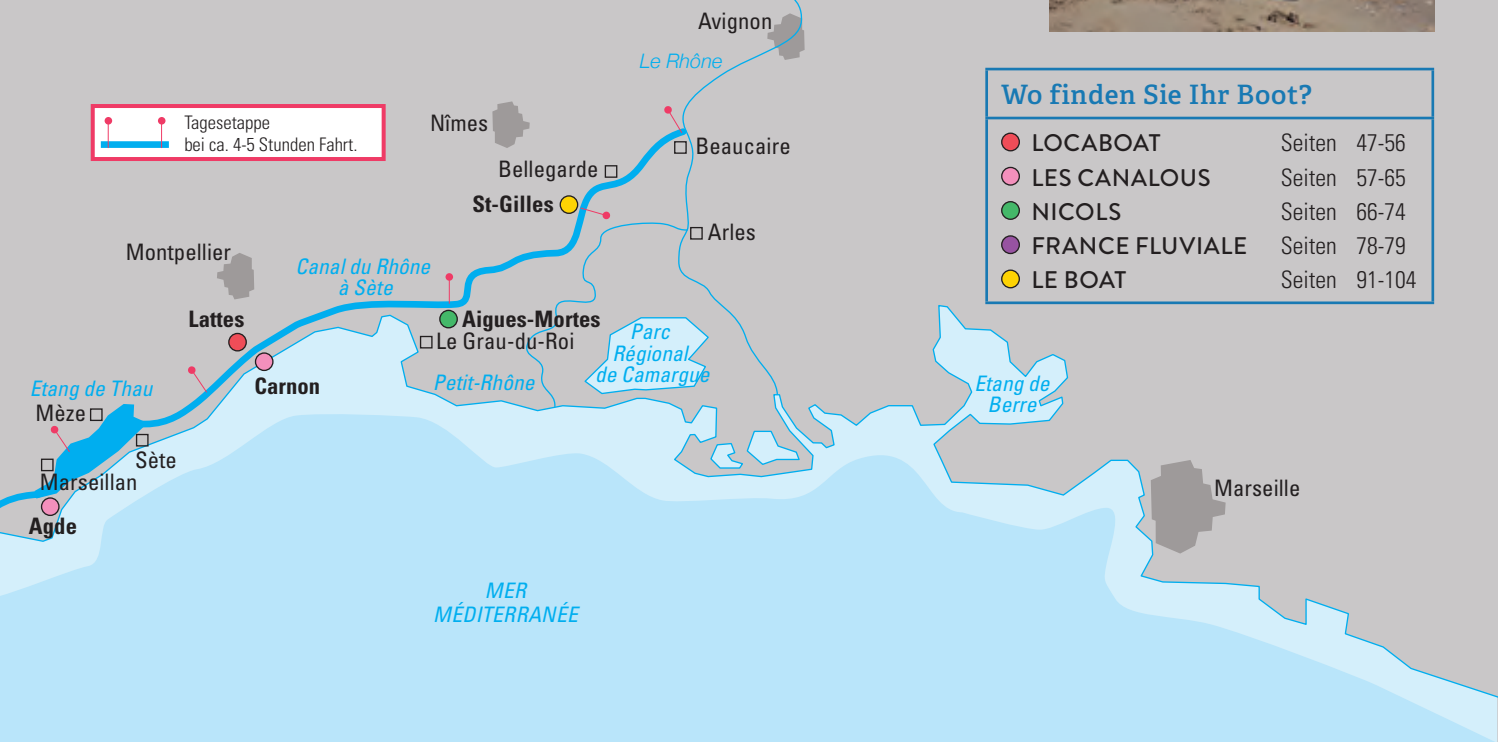 Avignon
Le Rhône
Wo finden Sie Ihr Boot?
LOCABOAT Seiten 47-56
LES CANALOUS Seiten 57-65
NICOLS Seiten 66-74
FRANCE FLUVIALE Seiten 78-79
LE BOAT Seiten 91-104
Tagesetappe
bei ca. 4-5 Stunden Fahrt.
Nîmes
Beaucaire
Bellegarde
St-Gilles
Arles
Montpellier
Canal du Rhône
à Sète
Lattes
Aigues-Mortes
Le Grau-du-Roi
Parc
Régional
de Camargue
Petit-Rhône
Carnon
Etang de
Berre
Etang de Thau
Mèze
Sète
Marseillan
Agde
Marseille
MER
MÉDITERRANÉE